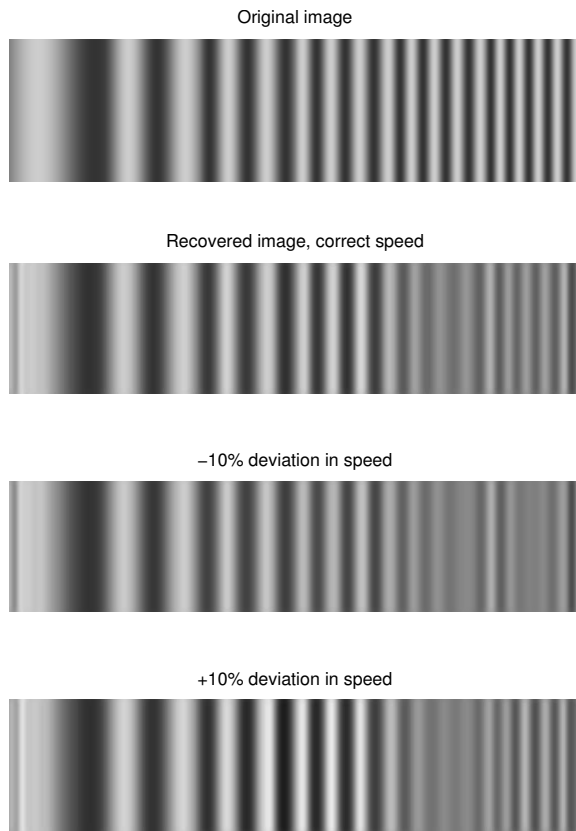 Original image
Recovered image, correct speed
−10% deviation in speed
+10% deviation in speed